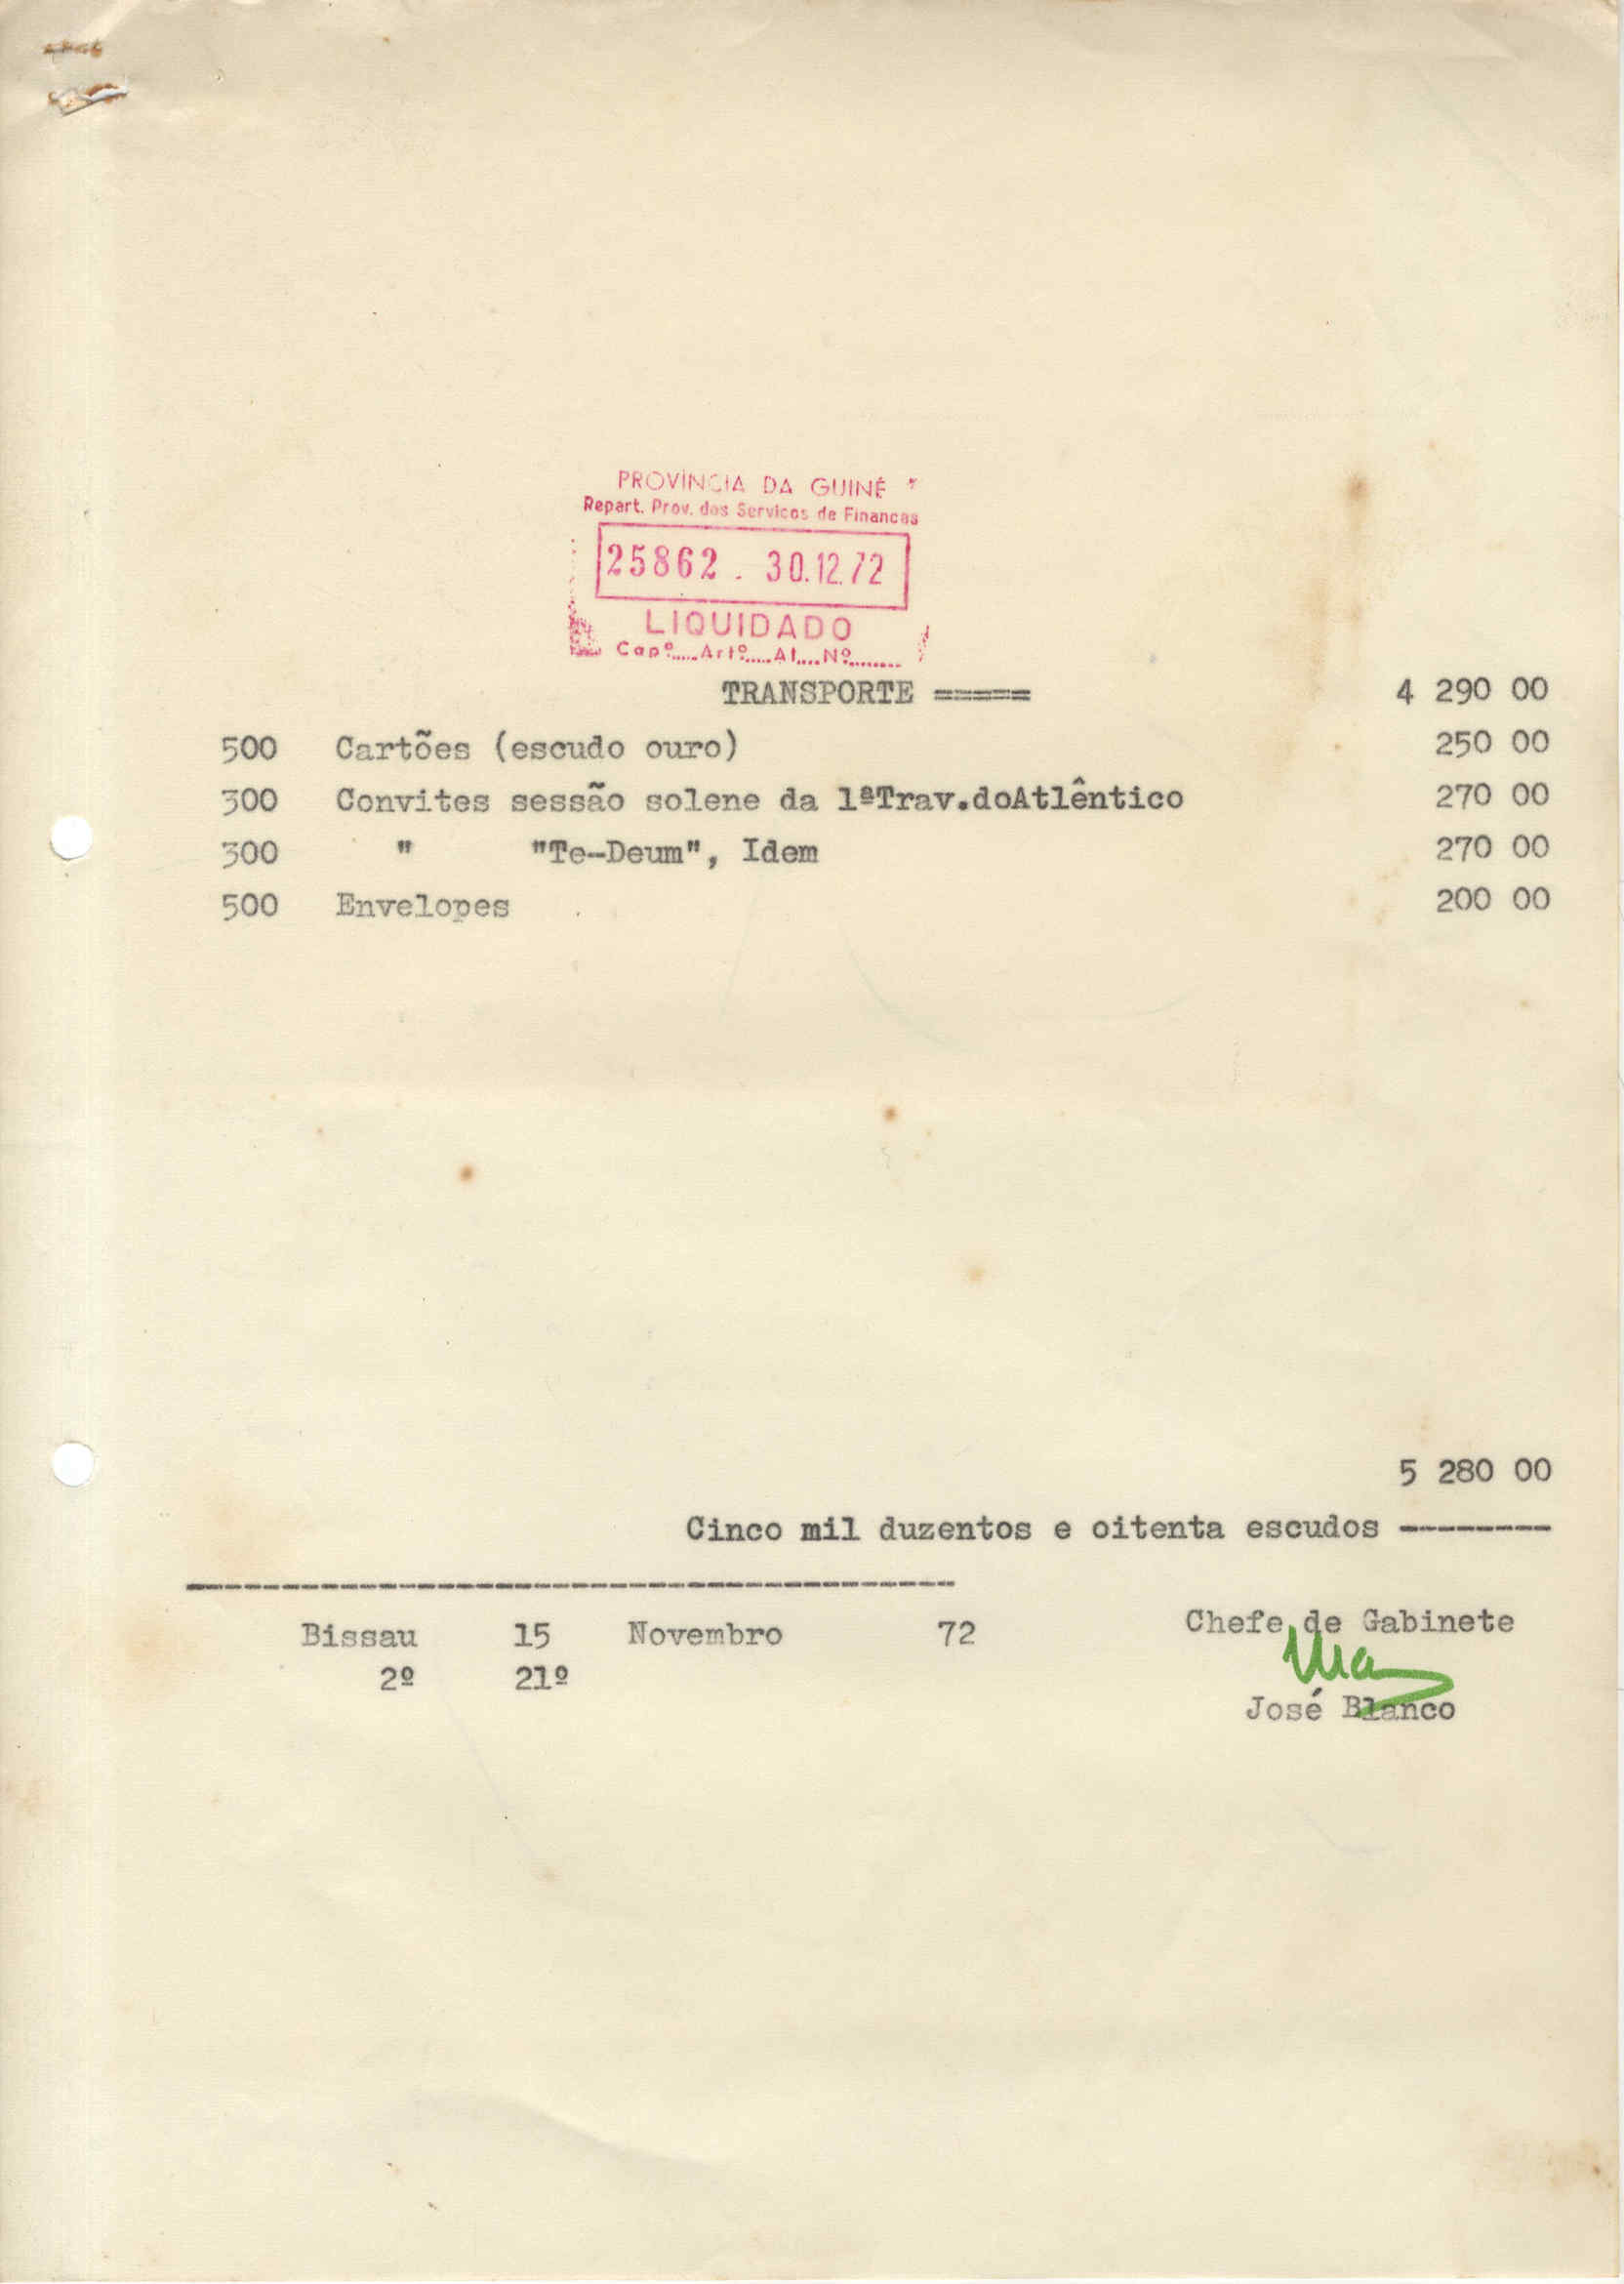 PROVÍNCIA DA GUINÉ
Repart. Prov. dos Servicos de Financas
25862 . 30.12.72
LIQUIDADO
Capº.....Artº.....Al....Nº........
TRANSPORTE ===== 4 290 00
500 Cartões (escudo ouro) 250 00
300 Convites sessão solene da 1ªTrav.doAtlêntico 270 00
300 " "Te-Deum", Idem 270 00
500 Envelopes 200 00
5 280 00
Cinco mil duzentos e oitenta escudos --------
----------------------------------------
Bissau 15 Novembro 72 Chefe de Gabinete
2º 21º
José Blanco